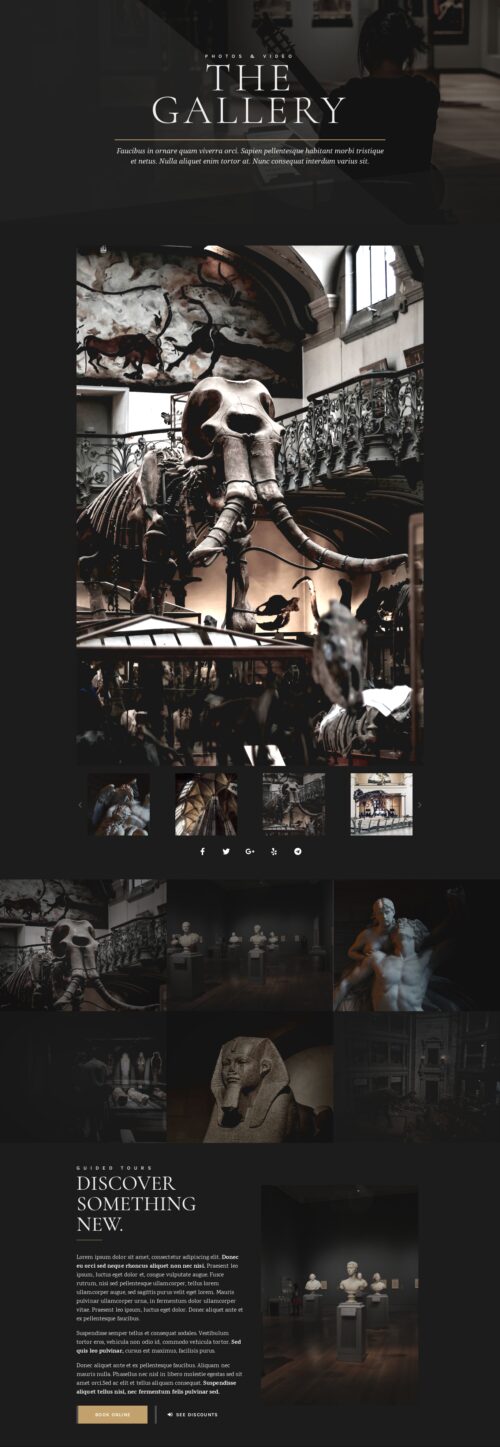 PHOTOS & VIDEO
THE
GALLERY
Faucibus in ornare quam viverra orci. Sapien pellentesque habitant morbi tristique
et netus. Nulla aliquet enim tortor at. Nunc consequat interdum varius sit.
GUIDED TOURS
DISCOVER
SOMETHING
NEW.
Lorem ipsum dolor sit amet, consectetur adipiscing elit. Donec
eu orci sed neque rhoncus aliquet non nec nisi. Praesent leo
ipsum, luctus eget dolor et, congue vulputate augue. Fusce
rutrum, nisi sed pellentesque ullamcorper, tellus lorem
ullamcorper augue, sed sagittis purus velit eget lorem. Mauris
pulvinar ullamcorper urna, in fermentum dolor ullamcorper
vitae. Praesent leo ipsum, luctus eget dolor. Donec aliquet ante et
ex pellentesque faucibus.
Suspendisse semper tellus et consequat sodales. Vestibulum
tortor eros, vehicula non odio id, commodo vehicula tortor. Sed
quis leo pulvinar, cursus est maximus, facilisis purus.
Donec aliquet ante et ex pellentesque faucibus. Aliquam nec
mauris nulla. Phasellus nec nisl in libero molestie egestas sed sit
amet orci.Sed ac elit et tellus aliquam consequat. Suspendisse
aliquet tellus nisi, nec fermentum felis pulvinar sed.
BOOK ONLINE
SEE DISCOUNTS